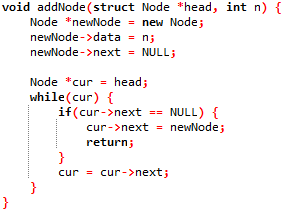 void addNode(struct Node *head, int n) {
    Node *newNode = new Node;
    newNode->data = n;
    newNode->next = NULL;

    Node *cur = head;
    while(cur) {
        if(cur->next == NULL) {
            cur->next = newNode;
            return;
        }
        cur = cur->next;
    }
}